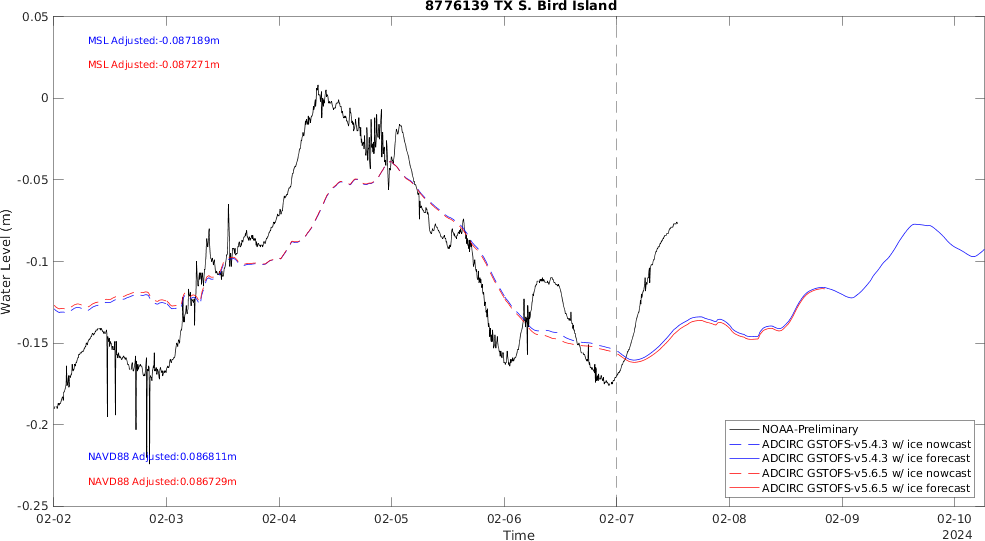 8776139 TX S. Bird Island
0.05
0
-0.05
-0.1
-0.15
-0.2
-0.25
Water Level (m)
MSL Adjusted:-0.087189m
MSL Adjusted:-0.087271m
NAVD88 Adjusted:0.086811m
NAVD88 Adjusted:0.086729m
NOAA-Preliminary
ADCIRC GSTOFS-v5.4.3 w/ ice nowcast
ADCIRC GSTOFS-v5.4.3 w/ ice forecast
ADCIRC GSTOFS-v5.6.5 w/ ice nowcast
ADCIRC GSTOFS-v5.6.5 w/ ice forecast
02-02 02-03 02-04 02-05 02-06 02-07 02-08 02-09 02-10
Time
2024